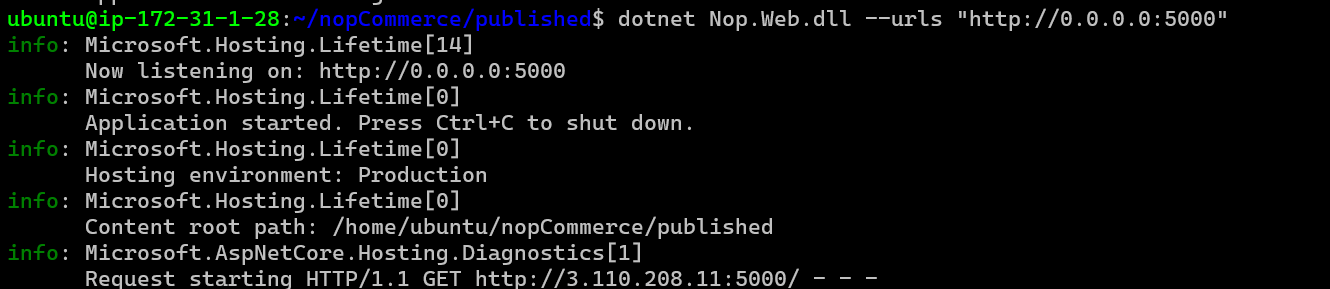 ubuntu@ip-172-31-1-28:~/nopCommerce/published$ dotnet Nop.Web.dll --urls "http://0.0.0.0:5000"
info: Microsoft.Hosting.Lifetime[14]
      Now listening on: http://0.0.0.0:5000
info: Microsoft.Hosting.Lifetime[0]
      Application started. Press Ctrl+C to shut down.
info: Microsoft.Hosting.Lifetime[0]
      Hosting environment: Production
info: Microsoft.Hosting.Lifetime[0]
      Content root path: /home/ubuntu/nopCommerce/published
info: Microsoft.AspNetCore.Hosting.Diagnostics[1]
      Request starting HTTP/1.1 GET http://3.110.208.11:5000/ - - -